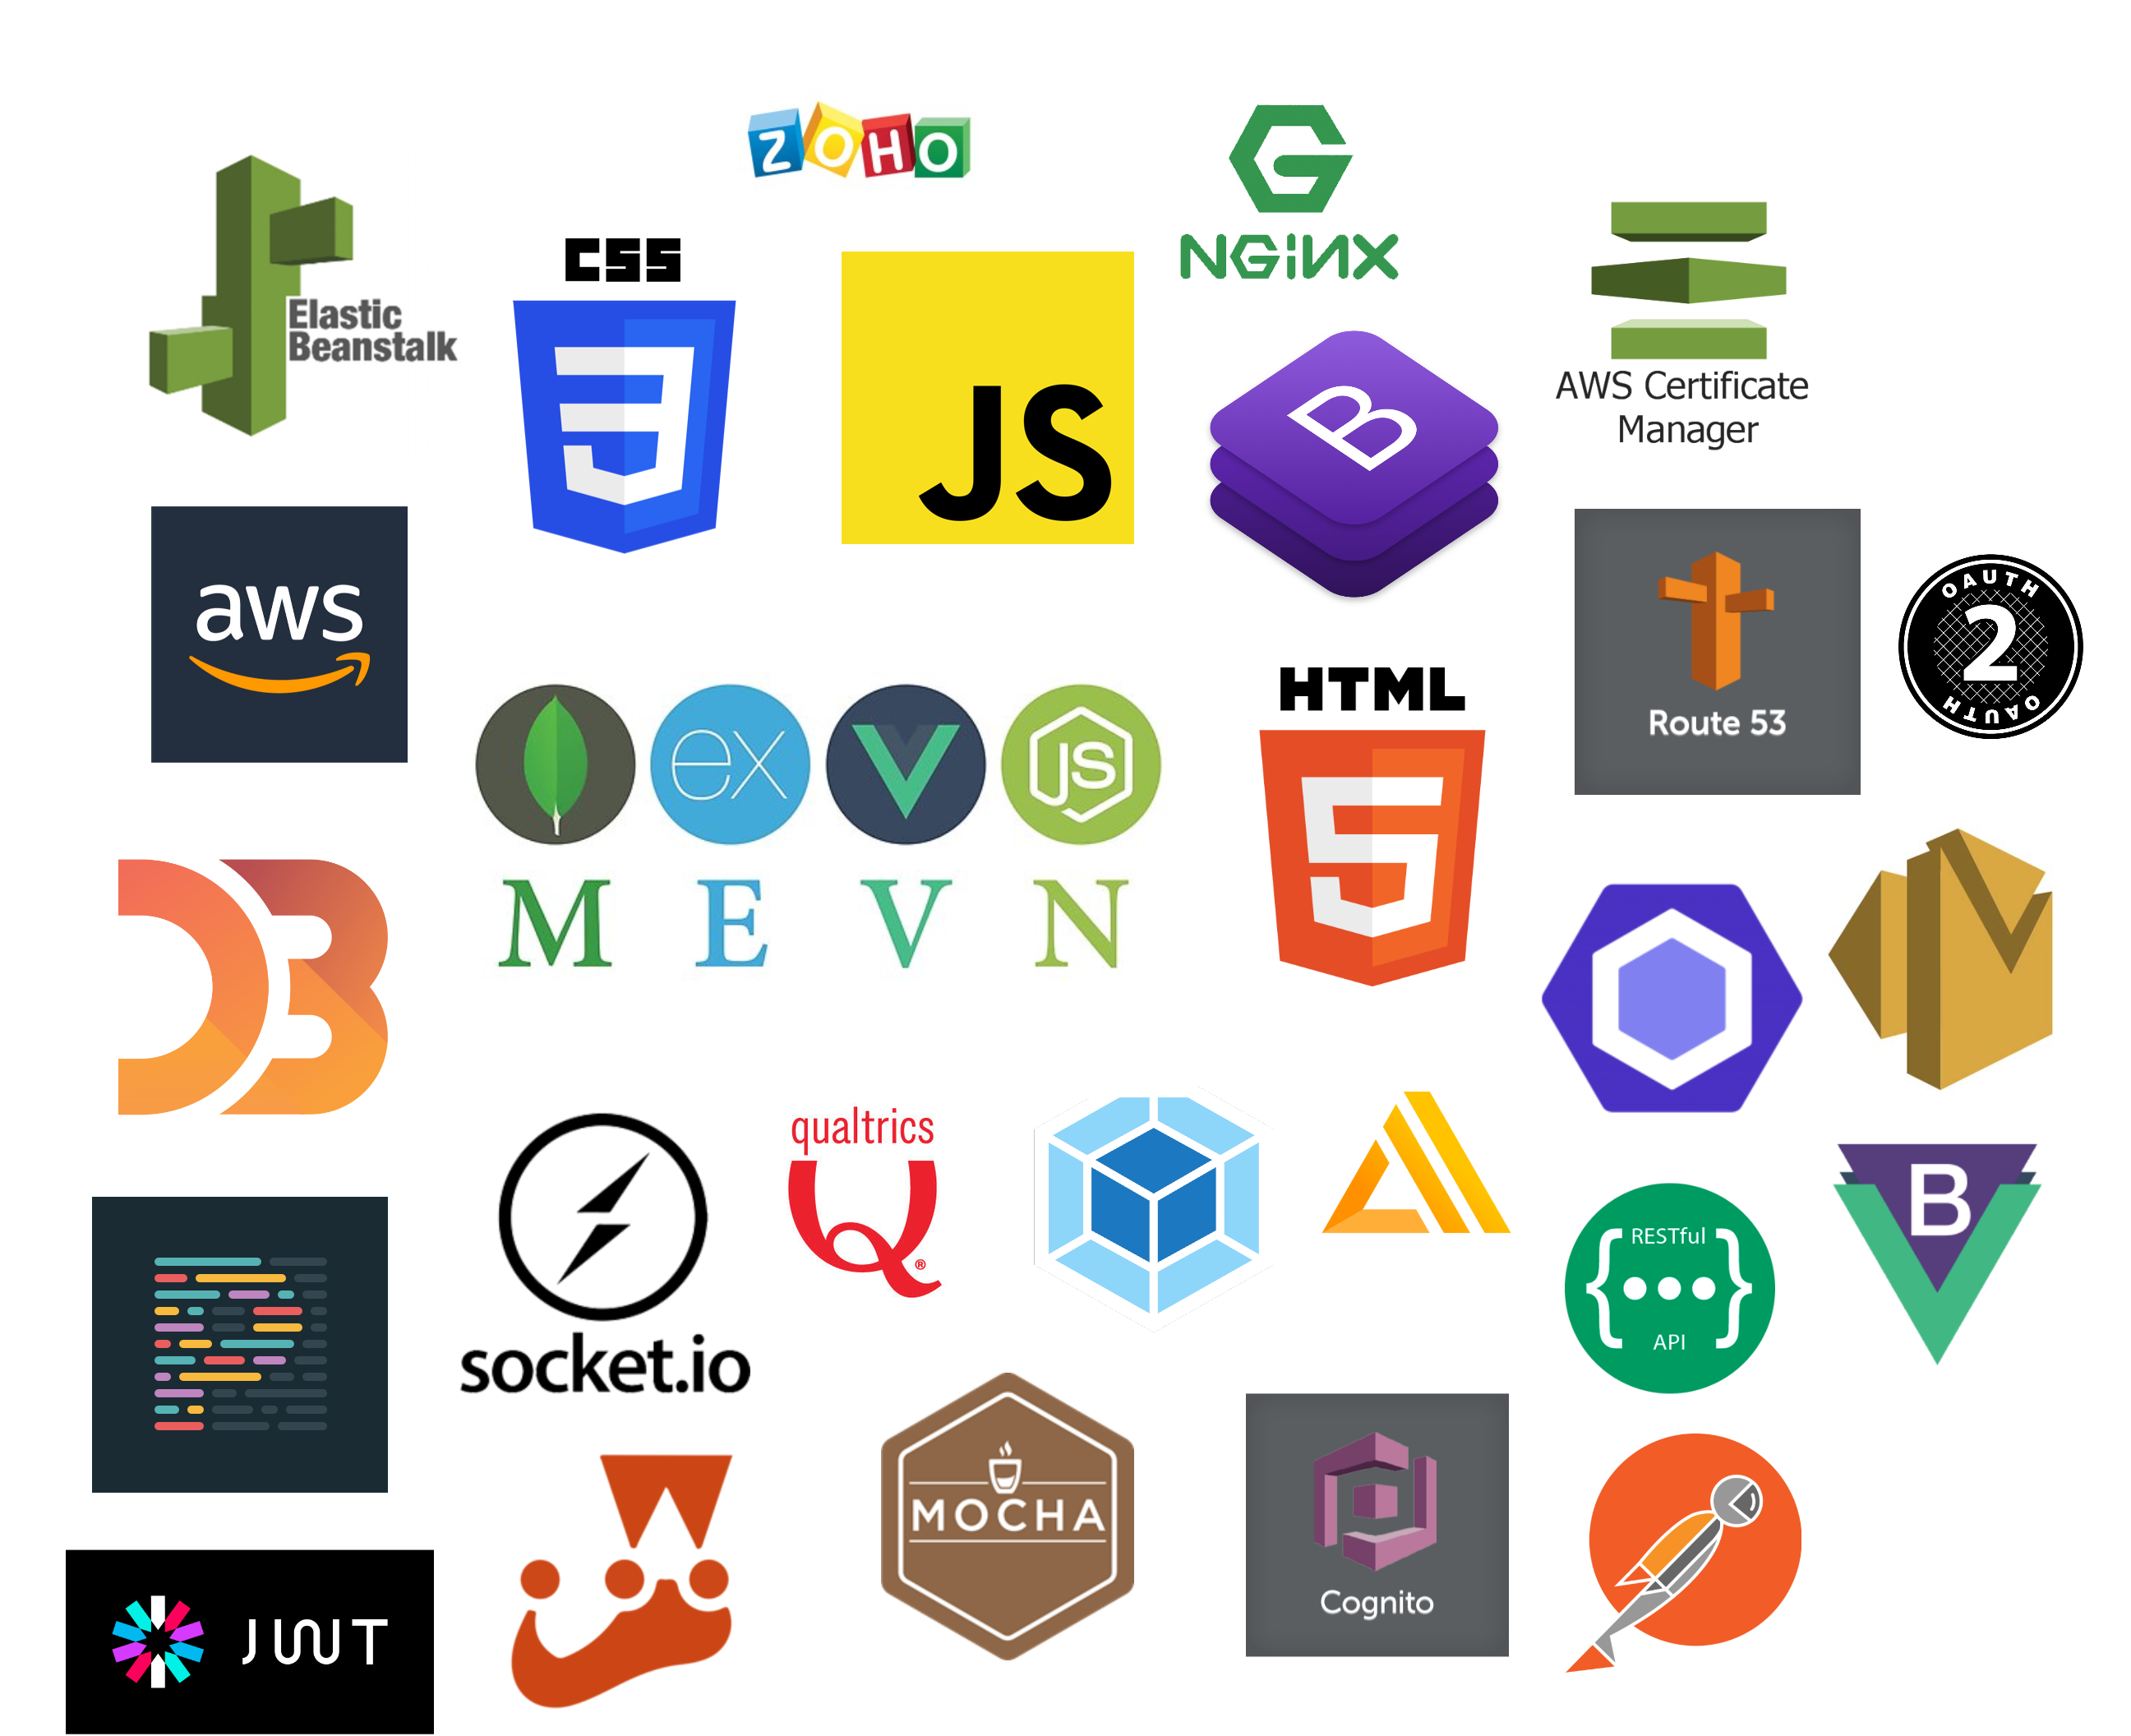 ZOHO
NGiNX
Elastic
Beanstalk
CSS
JS
B
AWS Certificate
Manager
aws
Route 53
OAUTH
2
OAUTH
ex
JS
HTML
M E V N
D3
qualtrics
®
B
RESTful
{...}
API
socket.io
MOCHA
Cognito
JWT